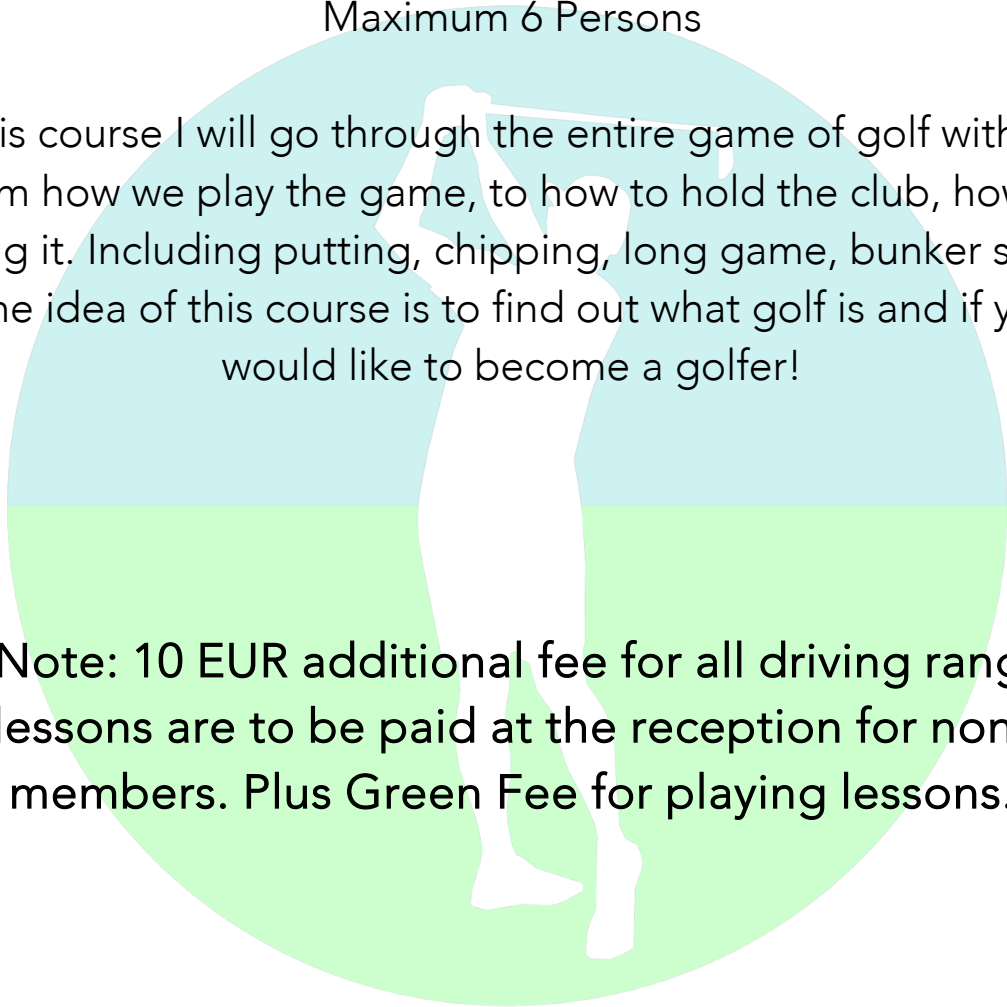 Maximum 6 Persons
is course I will go through the entire game of golf with
m how we play the game, to how to hold the club, how
g it. Including putting, chipping, long game, bunker s
he idea of this course is to find out what golf is and if y
would like to become a golfer!
Note: 10 EUR additional fee for all driving rang
lessons are to be paid at the reception for non
members. Plus Green Fee for playing lessons.